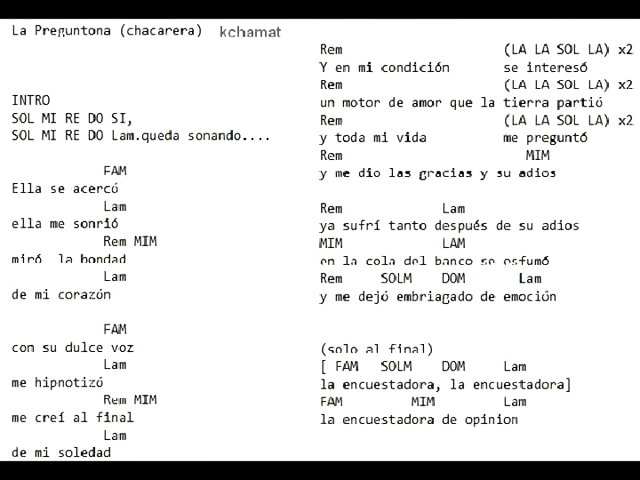 La Preguntona (chacarera) kchamat
INTRO
SOL MI RE DO SI,
SOL MI RE DO Lam.queda sonando....
FAM
Ella se acercó
Lam
ella me sonrió
Rem MIM
miró la bondad
Lam
de mi corazón
FAM
con su dulce voz
Lam
me hipnotizó
Rem MIM
me creí al final
Lam
de mi soledad
Rem (LA LA SOL LA) x2
Y en mi condición se interesó
Rem (LA LA SOL LA) x2
un motor de amor que la tierra partió
Rem (LA LA SOL LA) x2
y toda mi vida me preguntó
Rem MIM
y me dio las gracias y su adios
Rem Lam
ya sufrí tanto después de su adios
MIM LAM
en la cola del banco se esfumó
Rem SOLM DOM Lam
y me dejó embriagado de emoción
(solo al final)
[ FAM SOLM DOM Lam
la encuestadora, la encuestadora]
FAM MIM Lam
la encuestadora de opinion